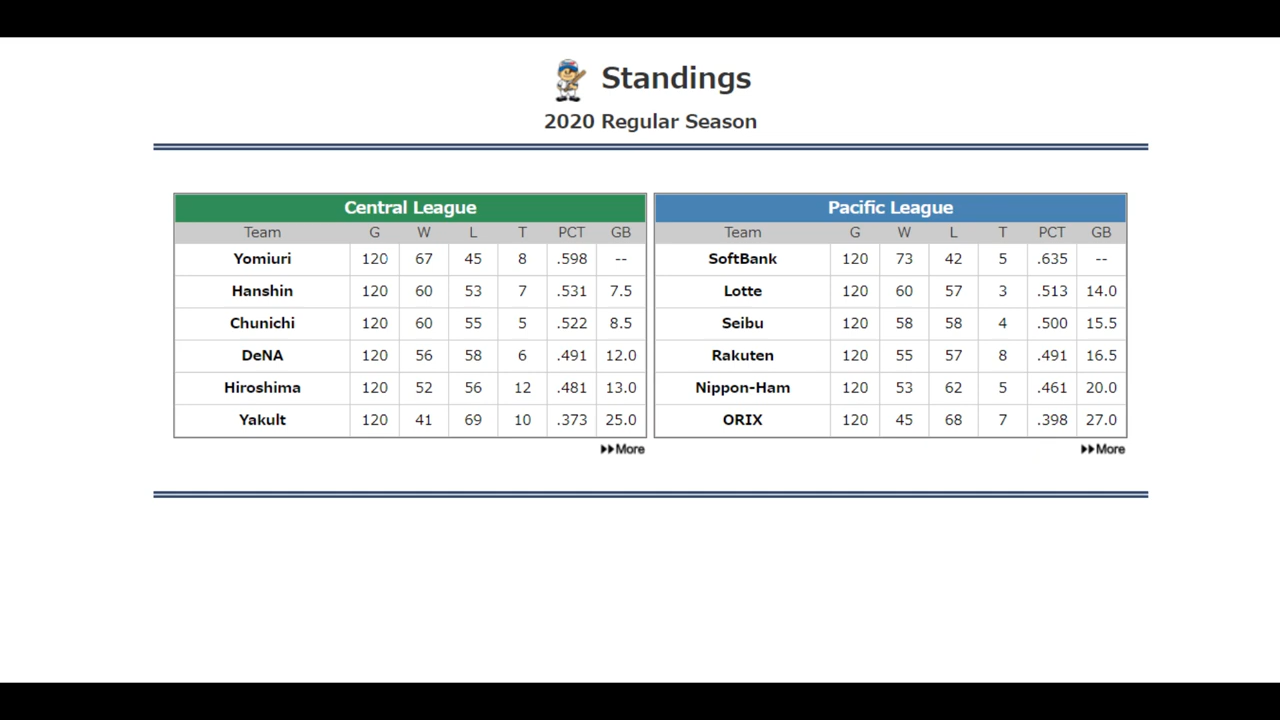 Standings
2020 Regular Season
Central League
Team G W L T PCT GB
Yomiuri 120 67 45 8 .598 --
Hanshin 120 60 53 7 .531 7.5
Chunichi 120 60 55 5 .522 8.5
DeNA 120 56 58 6 .491 12.0
Hiroshima 120 52 56 12 .481 13.0
Yakult 120 41 69 10 .373 25.0
More
Pacific League
Team G W L T PCT GB
SoftBank 120 73 42 5 .635 --
Lotte 120 60 57 3 .513 14.0
Seibu 120 58 58 4 .500 15.5
Rakuten 120 55 57 8 .491 16.5
Nippon-Ham 120 53 62 5 .461 20.0
ORIX 120 45 68 7 .398 27.0
More